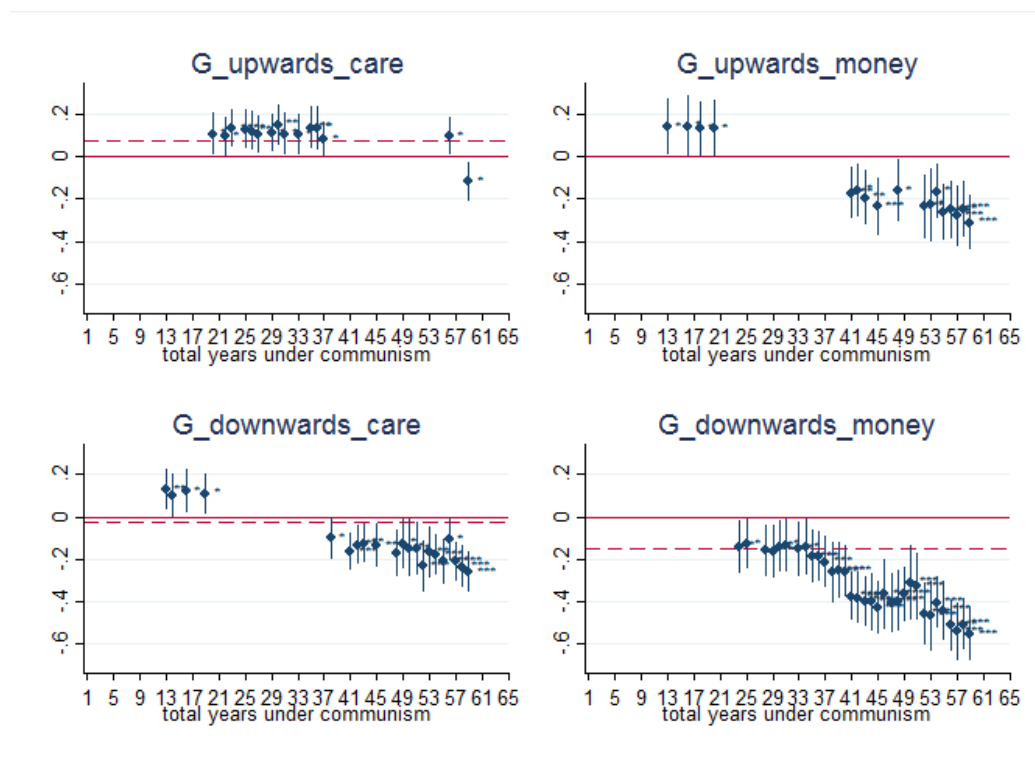 G_upwards_care
.2
0
-.2
-.4
-.6
1 5 9 13 17 21 25 29 33 37 41 45 49 53 57 61 65
total years under communism
G_upwards_money
.2
0
-.2
-.4
-.6
1 5 9 13 17 21 25 29 33 37 41 45 49 53 57 61 65
total years under communism
G_downwards_care
.2
0
-.2
-.4
-.6
1 5 9 13 17 21 25 29 33 37 41 45 49 53 57 61 65
total years under communism
G_downwards_money
.2
0
-.2
-.4
-.6
1 5 9 13 17 21 25 29 33 37 41 45 49 53 57 61 65
total years under communism